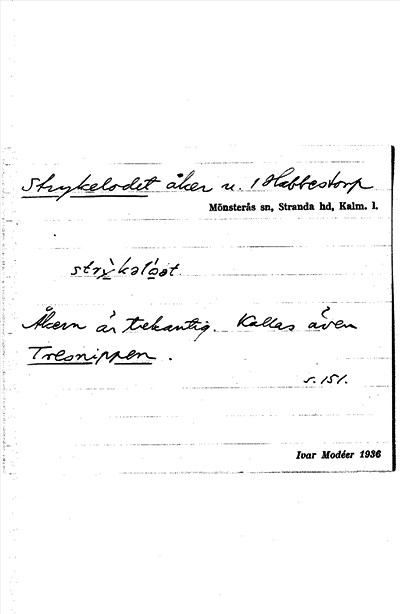 Strykelodet åker u. 1 Habbestorp
Mönsterås sn, Stranda hd, Kalm. l.
Åkern är trekantig. Kallas även
Tresnippen.
s. 151.
Ivar Modéer 1936